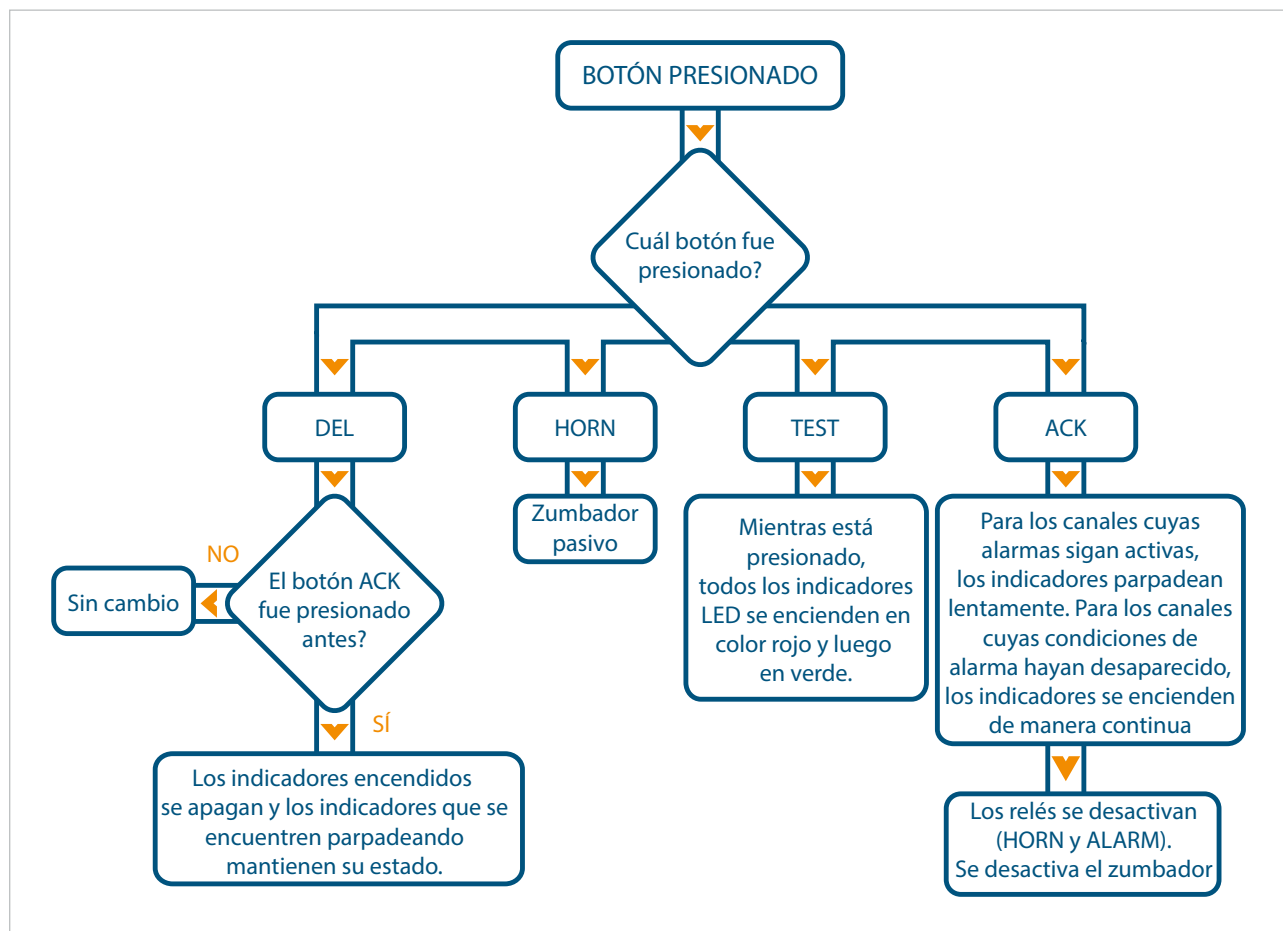 BOTÓN PRESIONADO
Cuál botón fue
presionado?
DEL
HORN
TEST
ACK
NO
Sin cambio
El botón ACK
fue presionado
antes?
SÍ
Los indicadores encendidos
se apagan y los indicadores que se
encuentren parpadeando
mantienen su estado.
Zumbador
pasivo
Mientras está
presionado,
todos los indicadores
LED se encienden en
color rojo y luego
en verde.
Para los canales cuyas
alarmas sigan activas,
los indicadores parpadean
lentamente. Para los canales
cuyas condiciones de
alarma hayan desaparecido,
los indicadores se encienden
de manera continua
Los relés se desactivan
(HORN y ALARM).
Se desactiva el zumbador